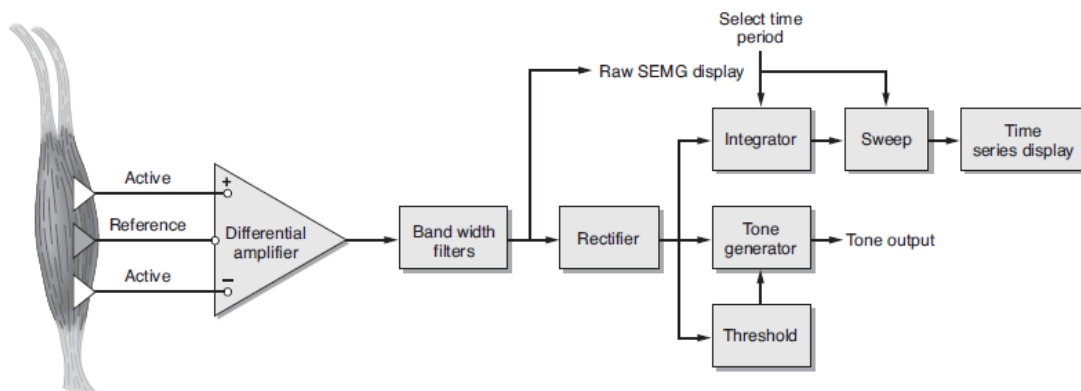 Select time
period
Raw SEMG display
Integrator
Sweep
Time
series display
Active
+
Reference
Differential
amplifier
Band width
filters
Rectifier
Tone
generator
Tone output
Active
−
Threshold